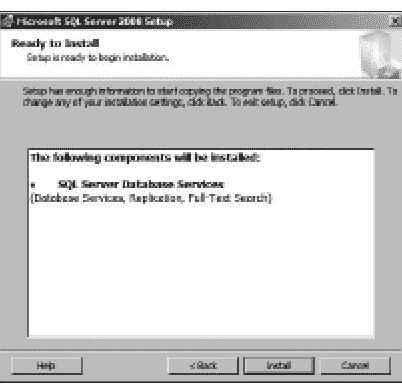 Microsoft SQL Server 2008 Setup
Ready to Install
Setup is ready to begin installation.
Setup has enough information to start copying the program files. To proceed, click Install. To
change any of your installation settings, click Back. To exit setup, click Cancel.
The following components will be installed:
• SQL Server Database Services
(Database Services, Replication, Full-Text Search)
Help
< Back
Install
Cancel